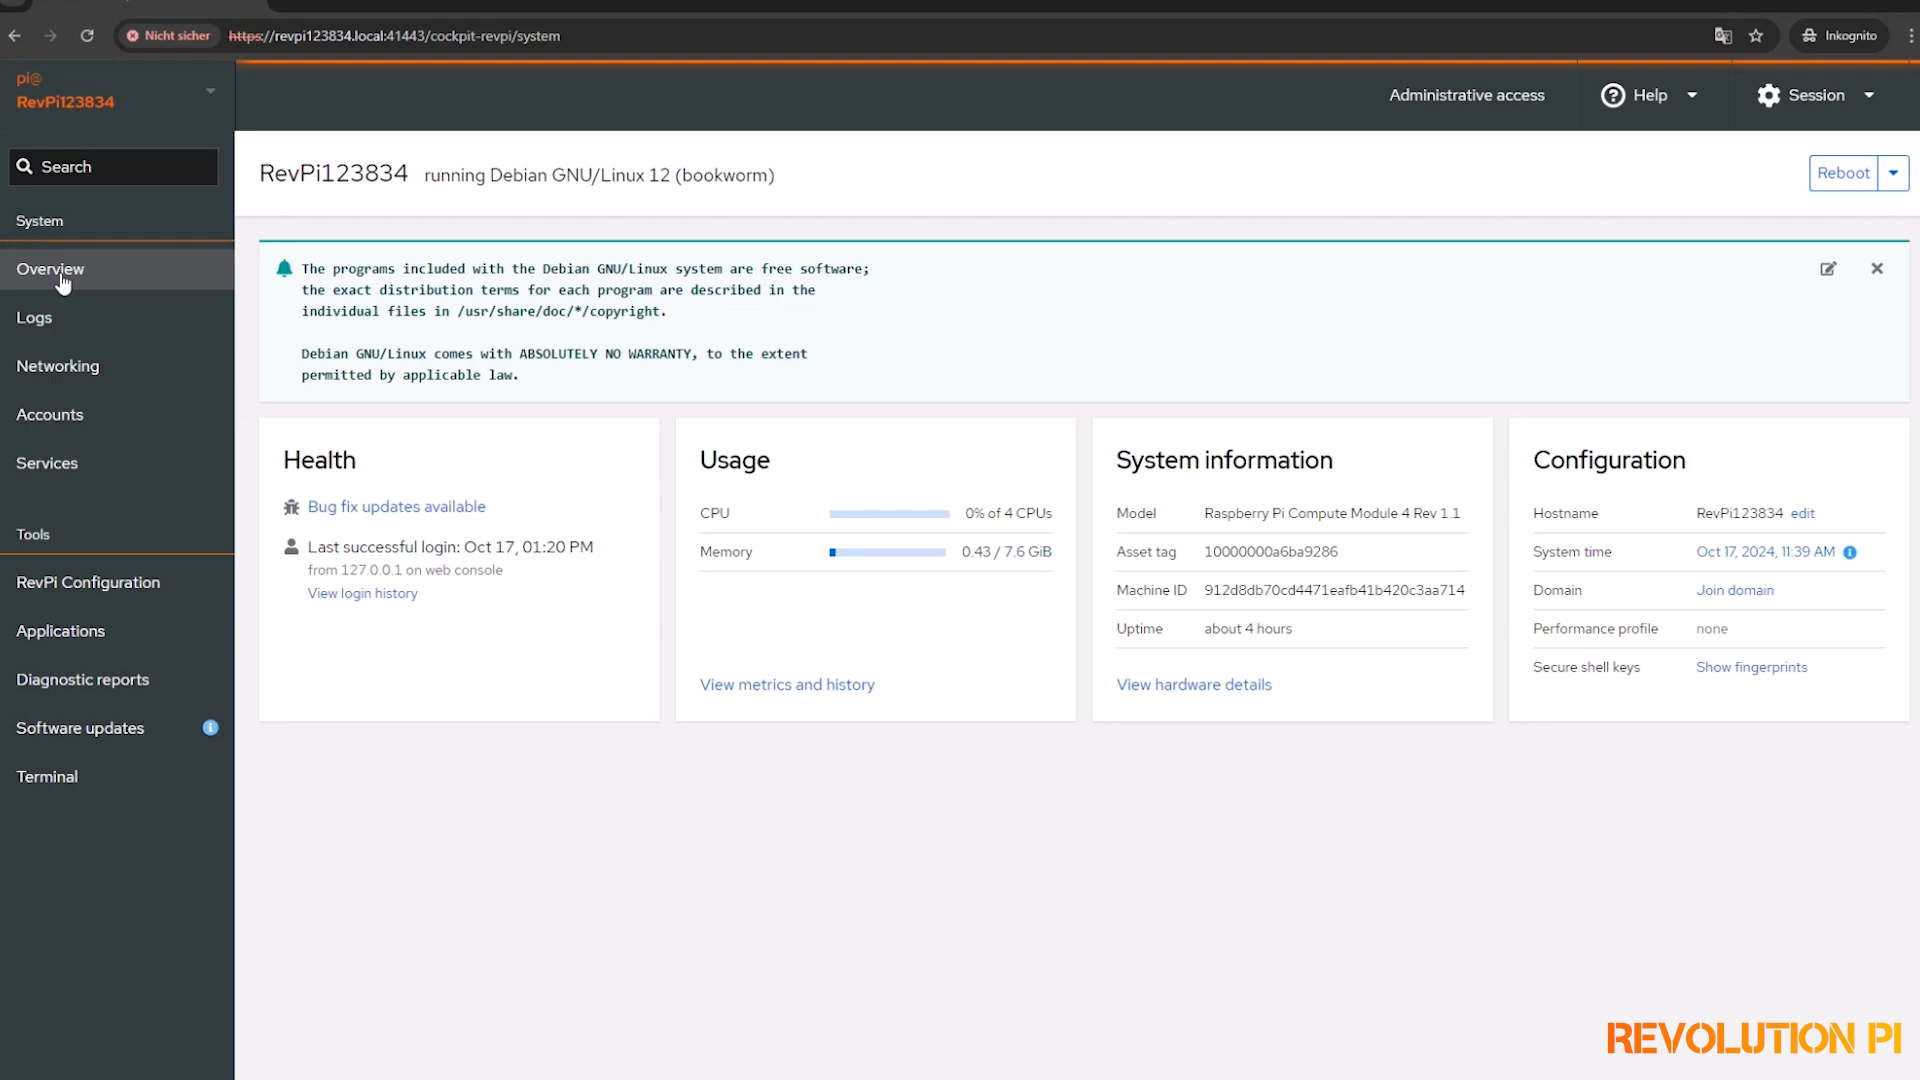 Nicht sicher https://revpi123834.local:41443/cockpit-revpi/system Inkognito
pi@
RevPi123834
Administrative access Help Session
Search
RevPi123834 running Debian GNU/Linux 12 (bookworm) Reboot
System
Overview
Logs
Networking
Accounts
Services
Tools
RevPi Configuration
Applications
Diagnostic reports
Software updates
Terminal
The programs included with the Debian GNU/Linux system are free software;
the exact distribution terms for each program are described in the
individual files in /usr/share/doc/*/copyright.
Debian GNU/Linux comes with ABSOLUTELY NO WARRANTY, to the extent
permitted by applicable law.
Health
Bug fix updates available
Last successful login: Oct 17, 01:20 PM
from 127.0.0.1 on web console
View login history
Usage
CPU 0% of 4 CPUs
Memory 0.43 / 7.6 GiB
View metrics and history
System information
Model Raspberry Pi Compute Module 4 Rev 1.1
Asset tag 10000000a6ba9286
Machine ID 912d8db70cd4471eafb41b420c3aa714
Uptime about 4 hours
View hardware details
Configuration
Hostname RevPi123834 edit
System time Oct 17, 2024, 11:39 AM
Domain Join domain
Performance profile none
Secure shell keys Show fingerprints
REVOLUTION PI